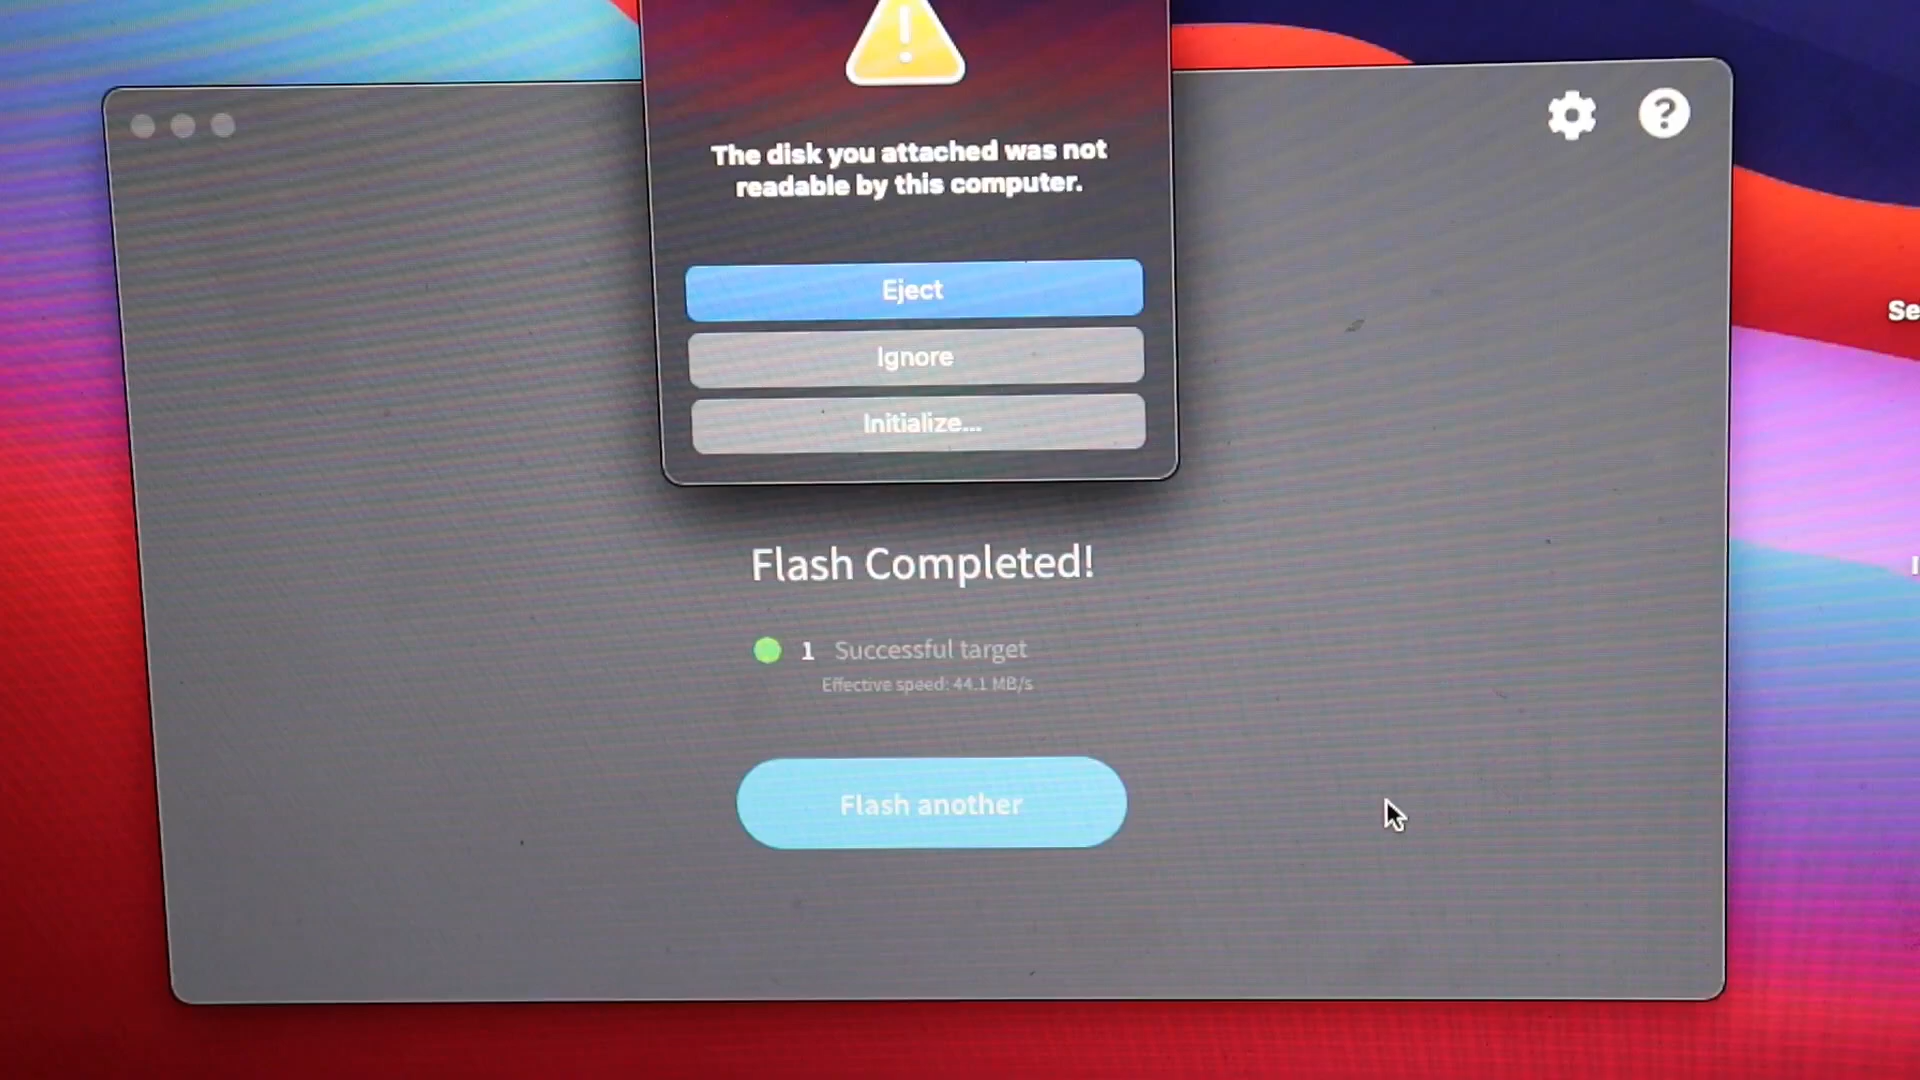 The disk you attached was not
readable by this computer.
Eject
Ignore
Initialize...
Se
Flash Completed!
1 Successful target
Effective speed: 44.1 MB/s
Flash another